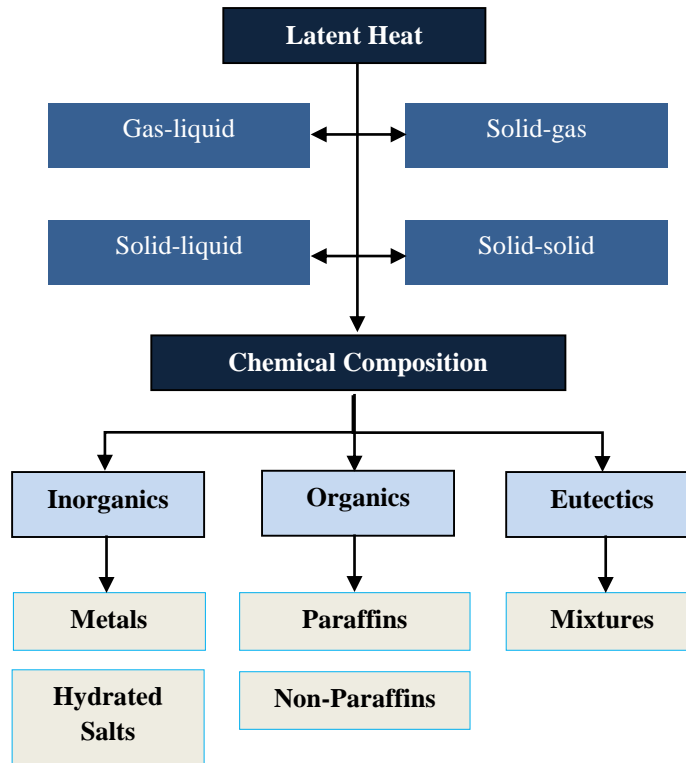 Latent Heat
Gas-liquid
Solid-gas
Solid-liquid
Solid-solid
Chemical Composition
Inorganics
Organics
Eutectics
Metals
Paraffins
Mixtures
Hydrated
Salts
Non-Paraffins